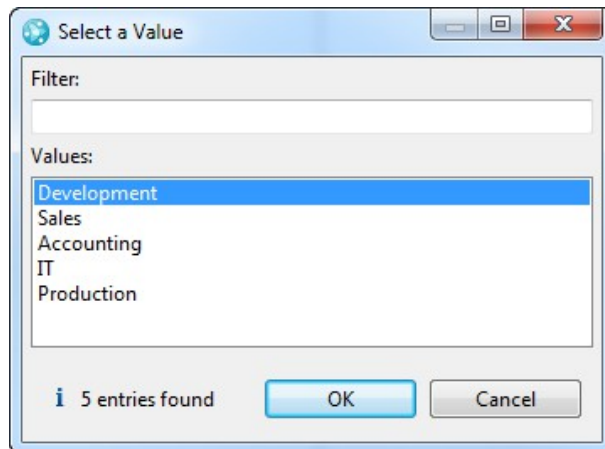 Select a Value
Filter:
Values:
Development
Sales
Accounting
IT
Production
i 5 entries found OK Cancel